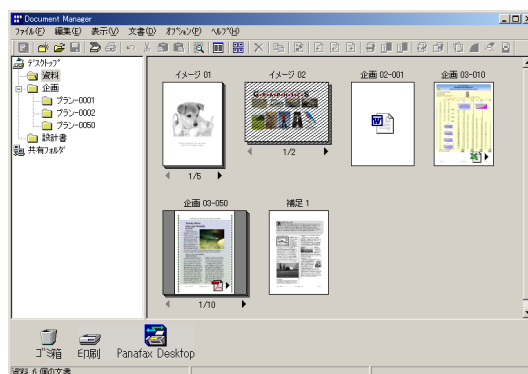 Document Manager
ファイル(F) 編集(E) 表示(V) 文書(D) オプション(P) ヘルプ(H)
デスクトップ
資料
企画
プラン-0001
プラン-0002
プラン-0050
設計書
共有フォルダ
イメージ 01
イメージ 02
企画 02-001
企画 03-010
1/5
1/2
企画 03-050
補足 1
1/10
ゴミ箱
印刷
Panafax Desktop
資料 6 個の文書